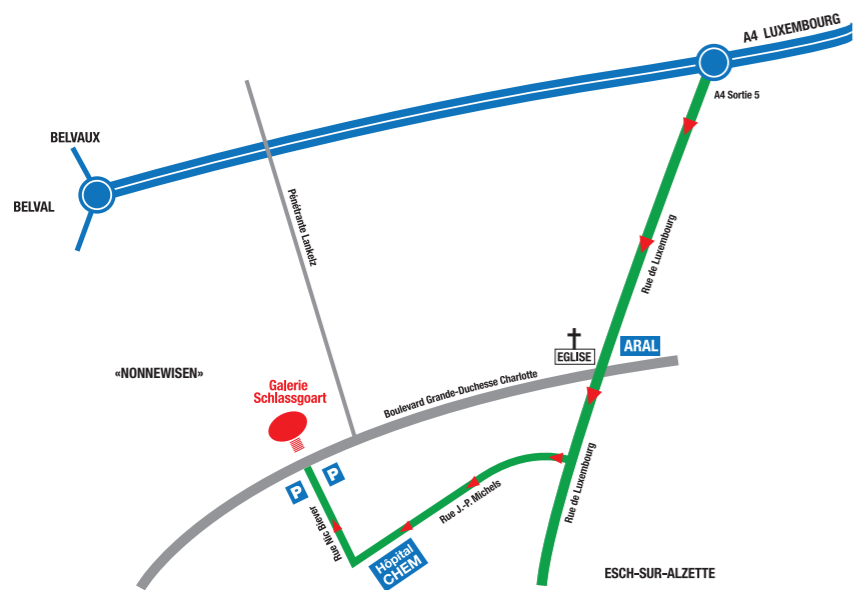 A4 LUXEMBOURG
A4 Sortie 5
BELVAUX
BELVAL
Pénétrante Lankelz
Rue de Luxembourg
EGLISE
ARAL
«NONNEWISEN»
Galerie
Schlassgoart
Boulevard Grande-Duchesse Charlotte
P
P
Rue Nic Biever
Rue J.-P. Michels
Rue de Luxembourg
Hôpital
CHEM
ESCH-SUR-ALZETTE